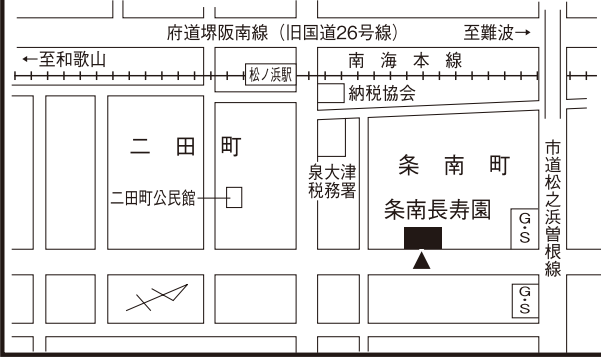 府道堺阪南線（旧国道26号線）
至難波→
←至和歌山
南海本線
松ノ浜駅
納税協会
二田町
条南町
泉大津
税務署
二田町公民館
条南長寿園
市道松之浜曽根線
G・S
G・S